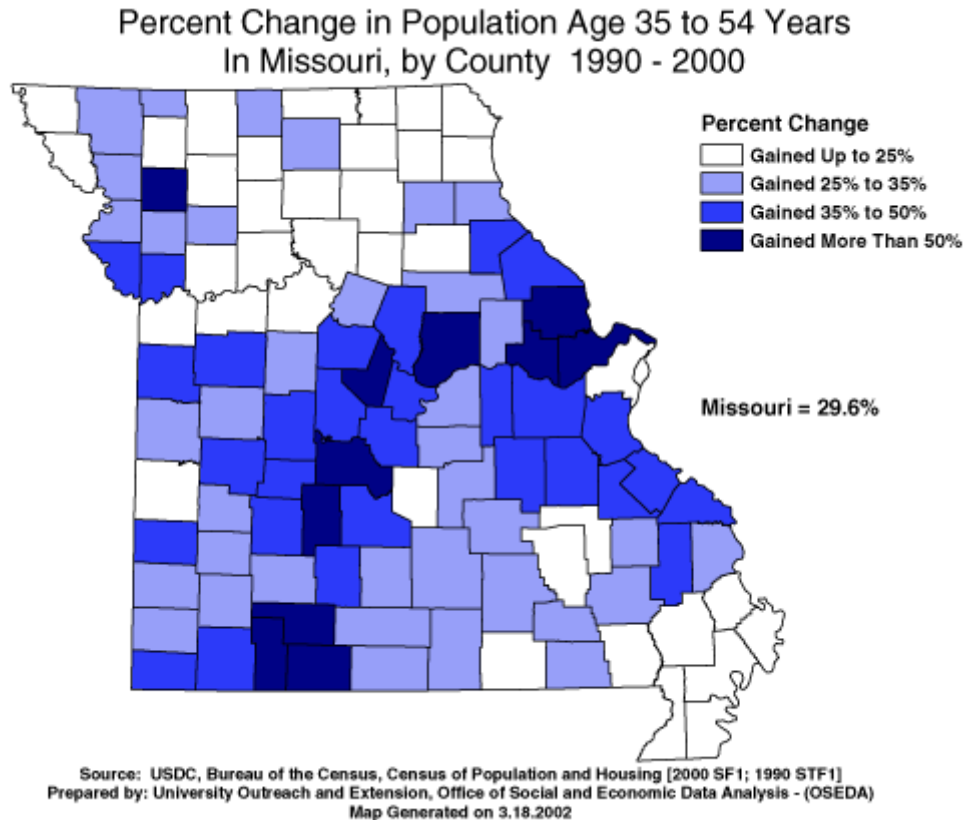 Percent Change in Population Age 35 to 54 Years
In Missouri, by County 1990 - 2000
Percent Change
Gained Up to 25%
Gained 25% to 35%
Gained 35% to 50%
Gained More Than 50%
Missouri = 29.6%
Source: USDC, Bureau of the Census, Census of Population and Housing [2000 SF1; 1990 STF1]
Prepared by: University Outreach and Extension, Office of Social and Economic Data Analysis - (OSEDA)
Map Generated on 3.18.2002